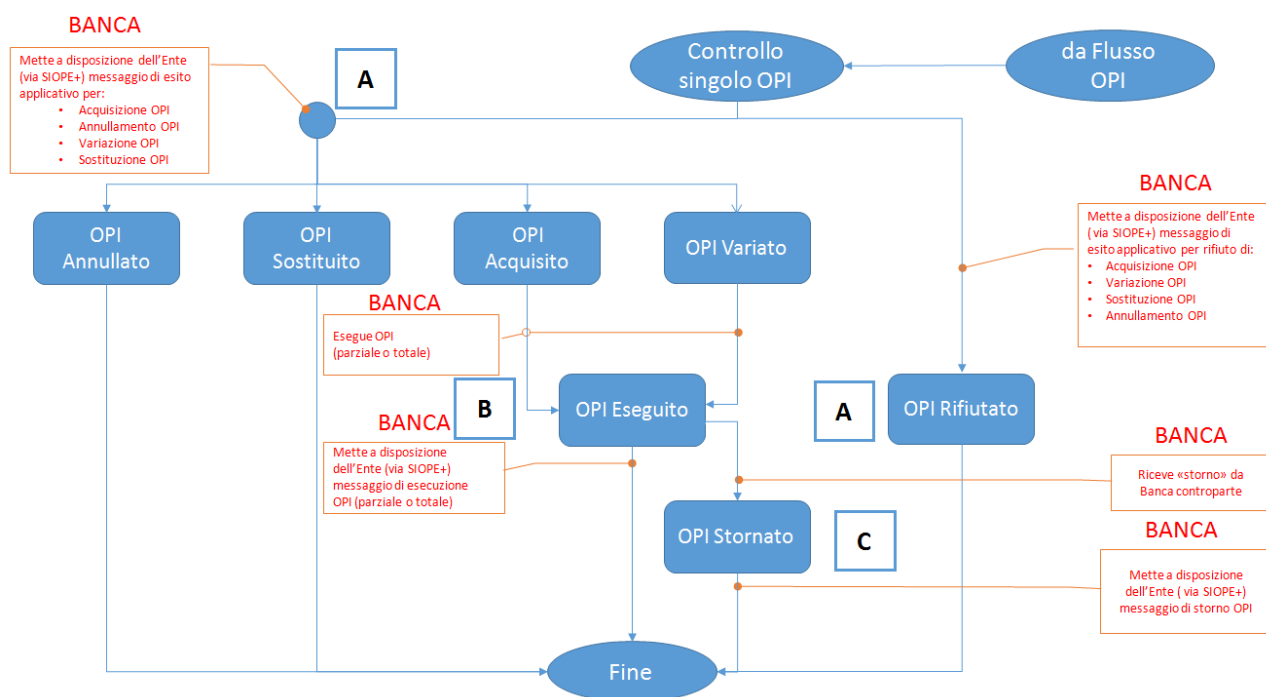 BANCA
Mette a disposizione dell'Ente
(via SIOPE+) messaggio di esito
applicativo per:
• Acquisizione OPI
• Annullamento OPI
• Variazione OPI
• Sostituzione OPI
A
Controllo
singolo OPI
da Flusso
OPI
OPI
Annullato
OPI
Sostituito
OPI
Acquisito
OPI Variato
BANCA
Mette a disposizione dell'Ente
( via SIOPE+) messaggio di
esito applicativo per rifiuto di:
• Acquisizione OPI
• Variazione OPI
• Sostituzione OPI
• Annullamento OPI
BANCA
Esegue OPI
(parziale o totale)
B
OPI Eseguito
A
OPI Rifiutato
BANCA
Mette a disposizione
dell'Ente (via SIOPE+)
messaggio di esecuzione
OPI (parziale o totale)
BANCA
Riceve «storno» da
Banca controparte
OPI Stornato
C
BANCA
Mette a disposizione
dell'Ente ( via SIOPE+)
messaggio di storno OPI
Fine